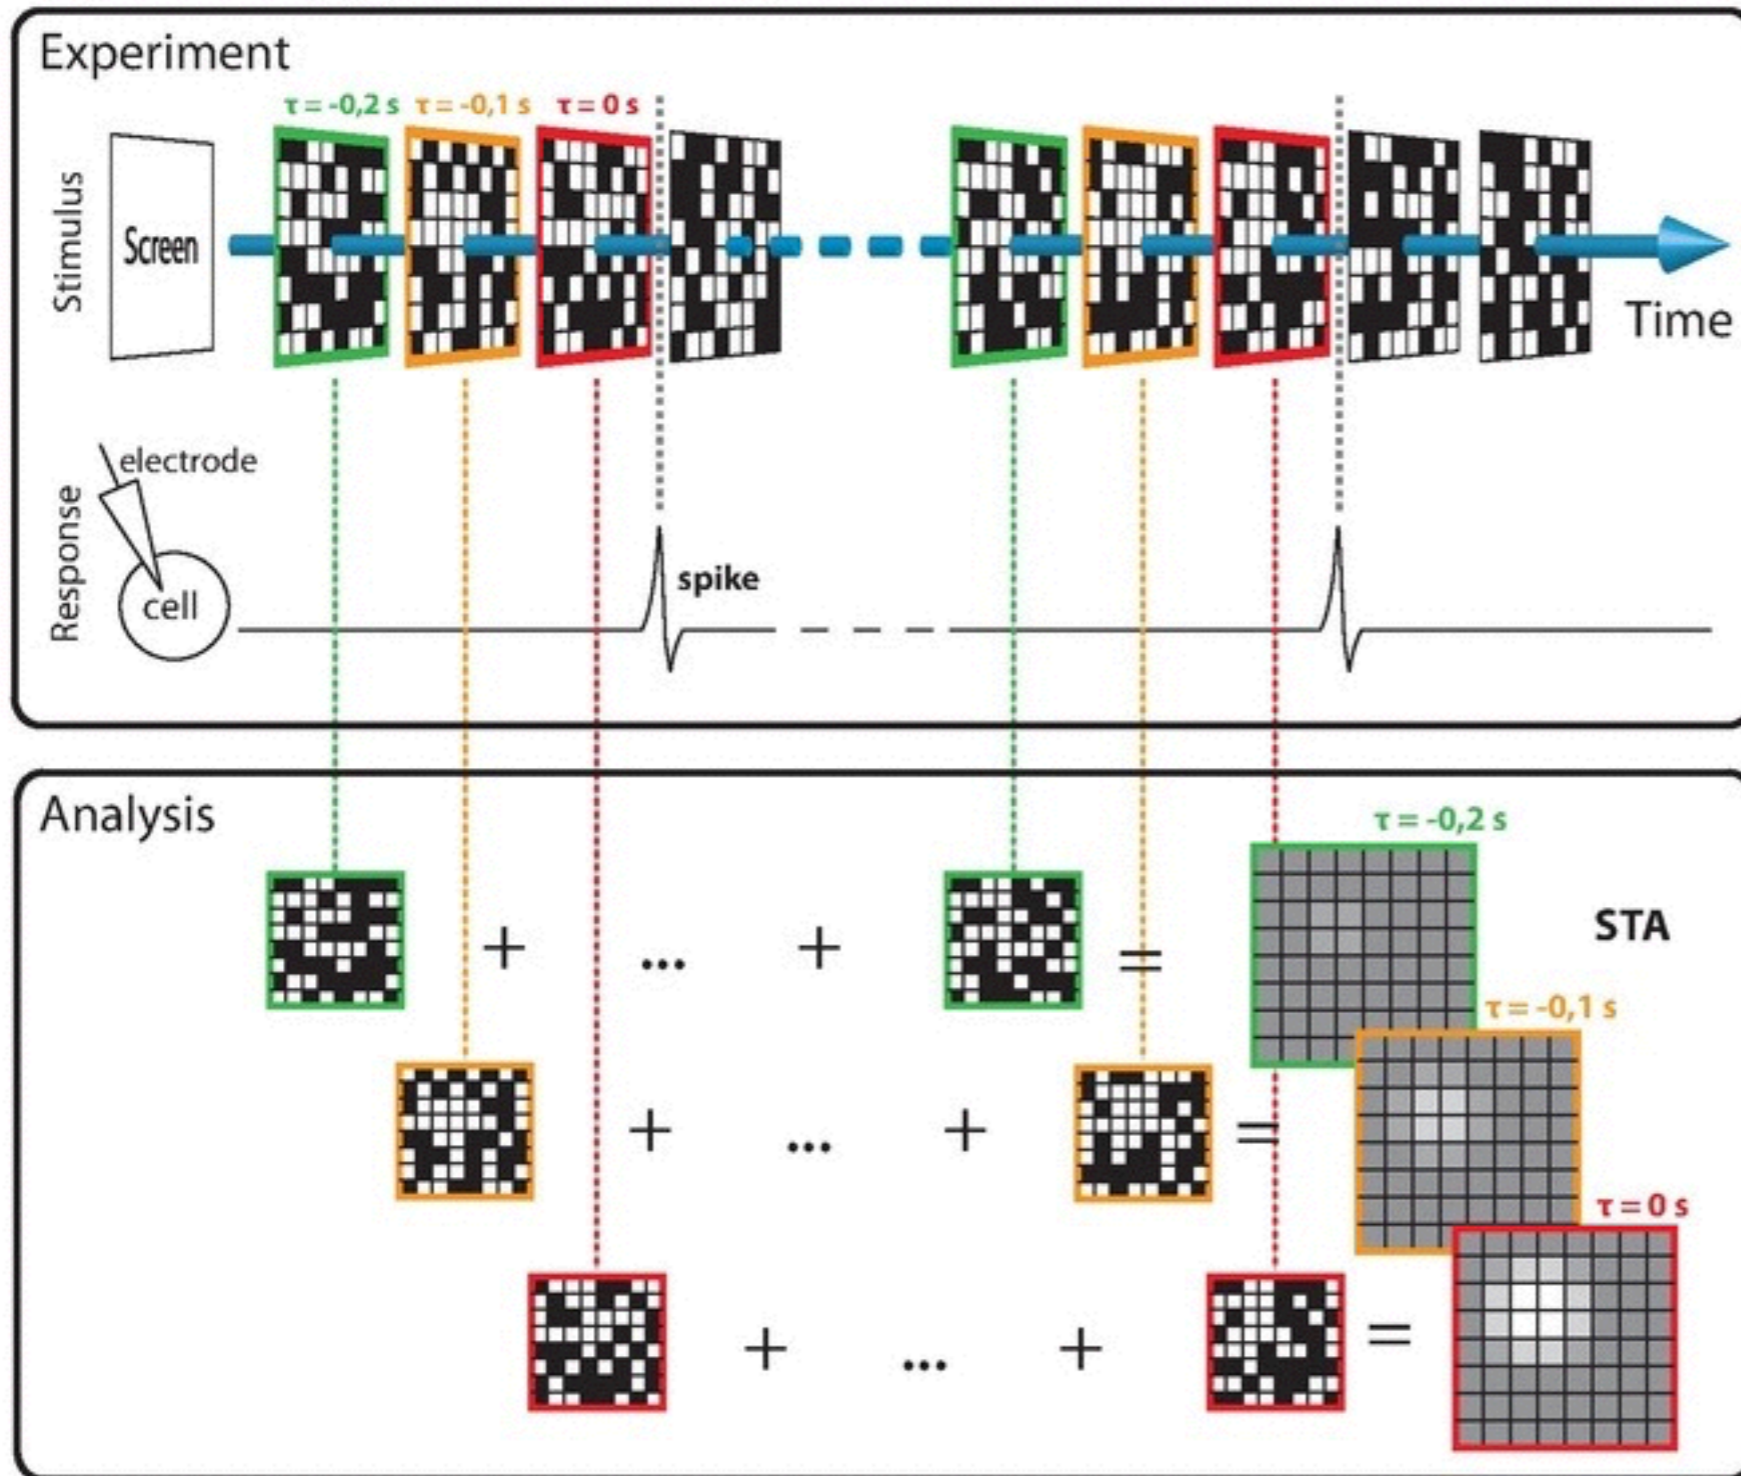 Experiment
τ = -0,2 s
τ = -0,1 s
τ = 0 s
Stimulus
Screen
Time
Response
electrode
cell
spike
Analysis
τ = -0,2 s
+ ... + =
STA
τ = -0,1 s
+ ... + =
τ = 0 s
+ ... + =